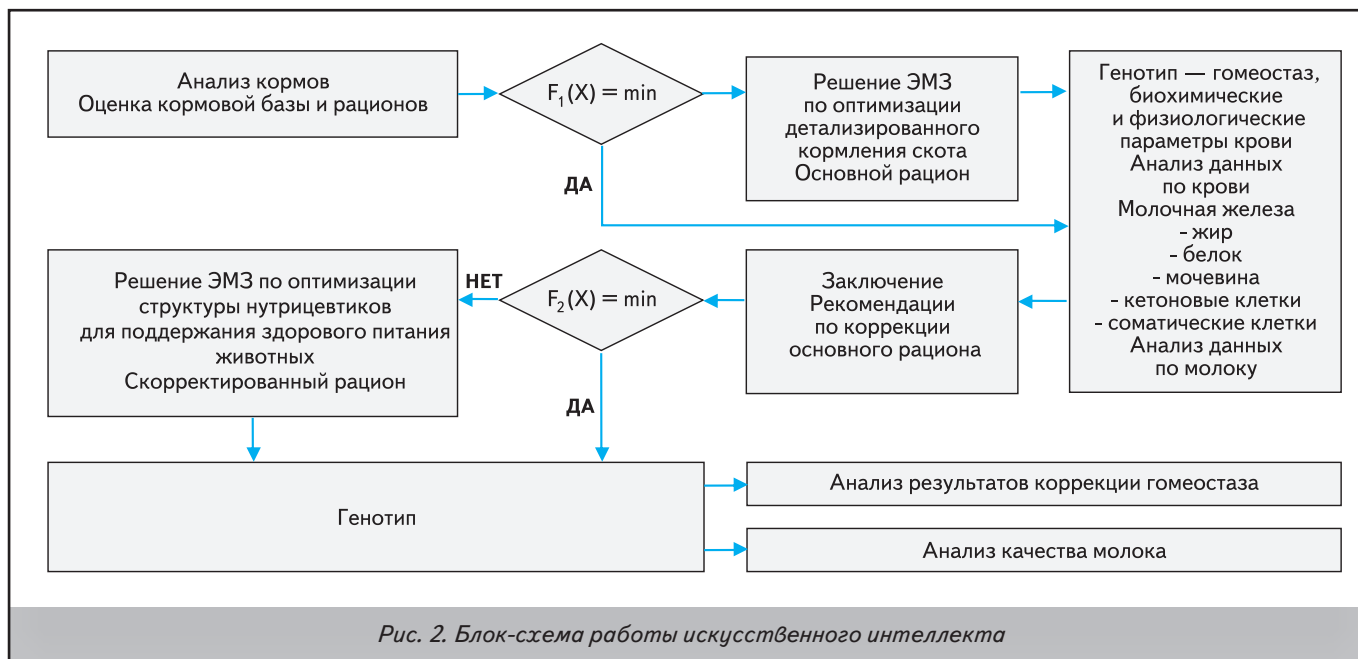 Анализ кормов
Оценка кормовой базы и рационов
F₁(X) = min
ДА
Решение ЭМЗ
по оптимизации
детализированного
кормления скота
Основной рацион
Генотип — гомеостаз,
биохимические
и физиологические
параметры крови
Анализ данных
по крови
Молочная железа
- жир
- белок
- мочевина
- кетоновые клетки
- соматические клетки
Анализ данных
по молоку
Заключение
Рекомендации
по коррекции
основного рациона
F₂(X) = min
НЕТ
ДА
Решение ЭМЗ по оптимизации
структуры нутрицевтиков
для поддержания здорового питания
животных
Скорректированный рацион
Генотип
Анализ результатов коррекции гомеостаза
Анализ качества молока
Рис. 2. Блок-схема работы искусственного интеллекта